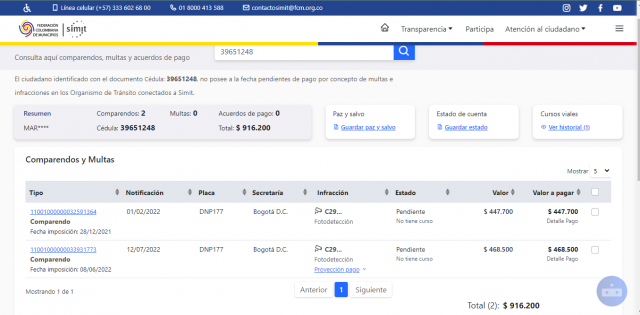 Línea celular (+57) 333 602 68 00 01 8000 413 588 contactosimit@fcm.org.co
FEDERACIÓN COLOMBIANA DE MUNICIPIOS simit
Transparencia Participa Atención al ciudadano
Consulta aquí comparendos, multas y acuerdos de pago
39651248
El ciudadano identificado con el documento Cédula: 39651248, no posee a la fecha pendientes de pago por concepto de multas e
infracciones en los Organismo de Tránsito conectados a Simit.
Resumen Comparendos: 2 Multas: 0 Acuerdos de pago: 0
MAR**** Cédula: 39651248 Total: $ 916.200
Paz y salvo
Guardar paz y salvo
Estado de cuenta
Guardar estado
Cursos viales
Ver historial (1)
Comparendos y Multas
Mostrar 5
Tipo Notificación Placa Secretaría Infracción Estado Valor Valor a pagar
11001000000032591364 01/02/2022 DNP177 Bogotá D.C. C29... Pendiente $ 447.700 $ 447.700
Comparendo Fotodetección No tiene curso Detalle Pago
Fecha imposición: 28/12/2021
11001000000033931773 12/07/2022 DNP177 Bogotá D.C. C29... Pendiente $ 468.500 $ 468.500
Comparendo Fotodetección No tiene curso Detalle Pago
Fecha imposición: 08/06/2022 Proyección pago
Mostrando 1 de 1 Anterior 1 Siguiente
Total (2): $ 916.200